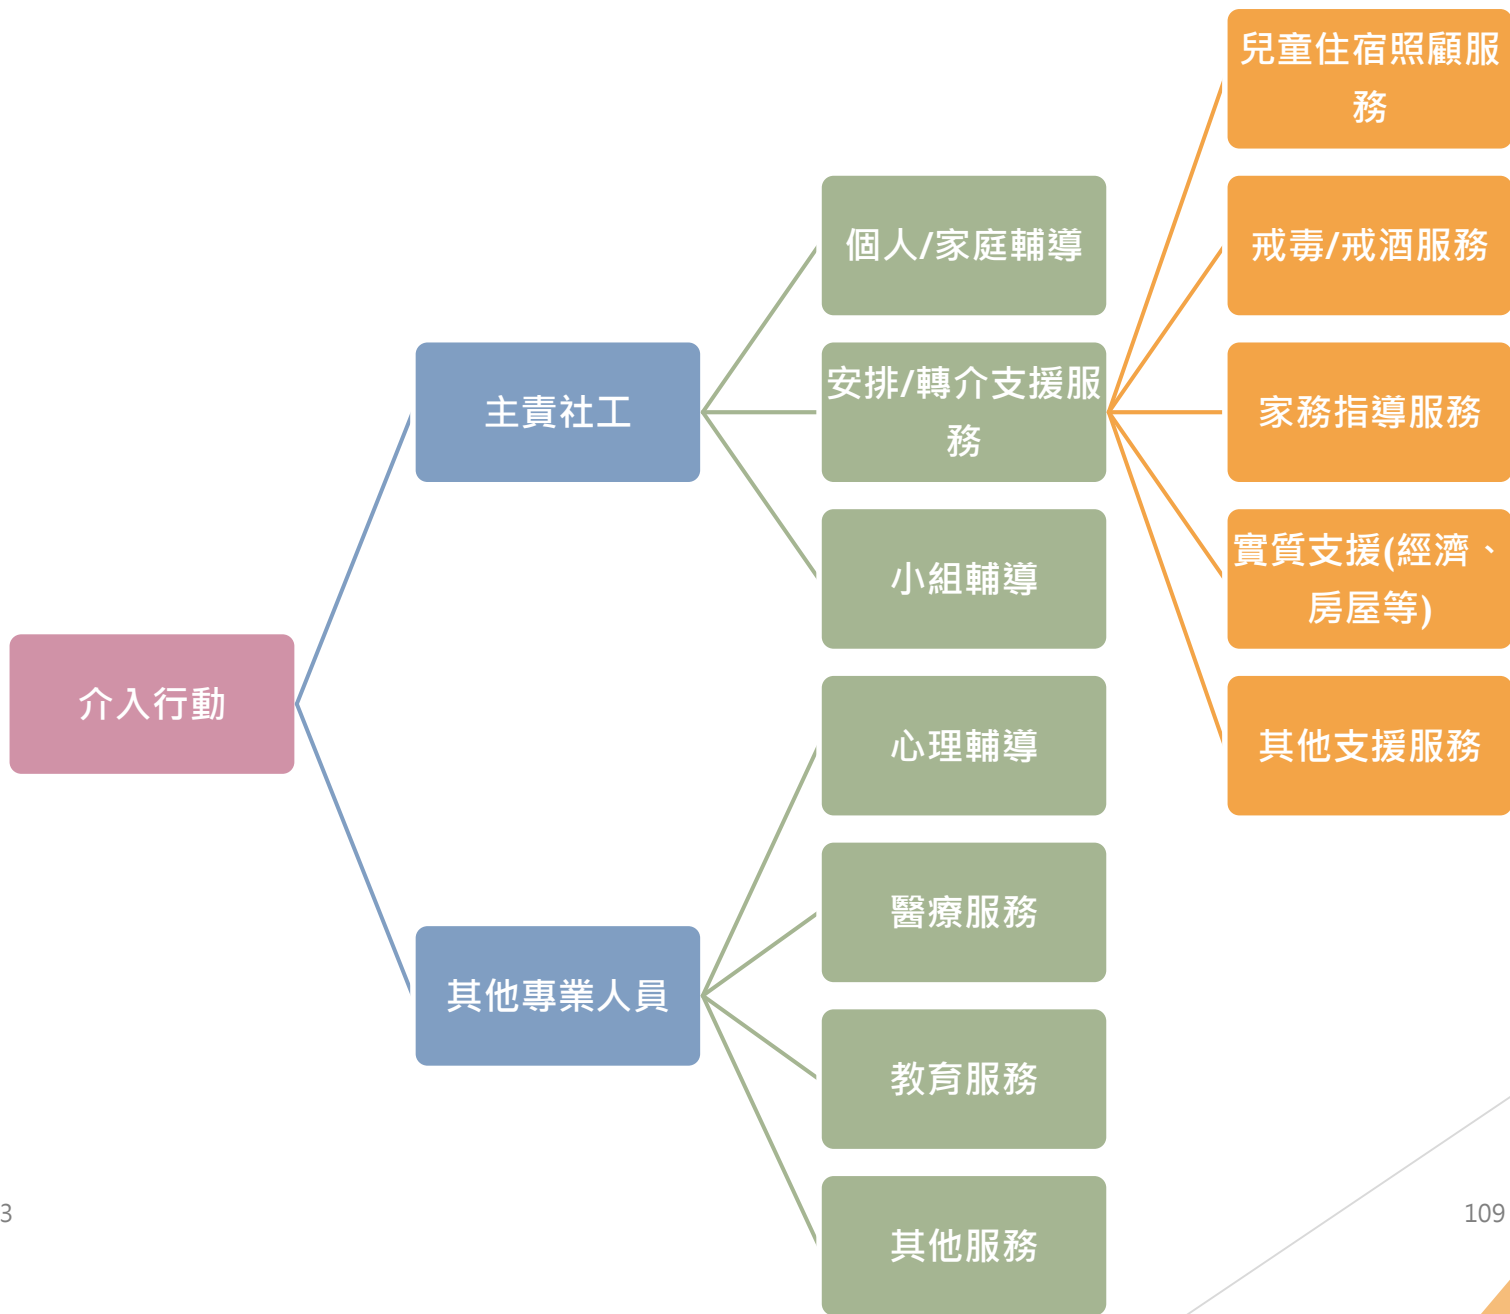 介入行動
主責社工
個人/家庭輔導
安排/轉介支援服
務
兒童住宿照顧服
務
戒毒/戒酒服務
家務指導服務
實質支援(經濟、
房屋等)
其他支援服務
小組輔導
其他專業人員
心理輔導
醫療服務
教育服務
其他服務
3
109